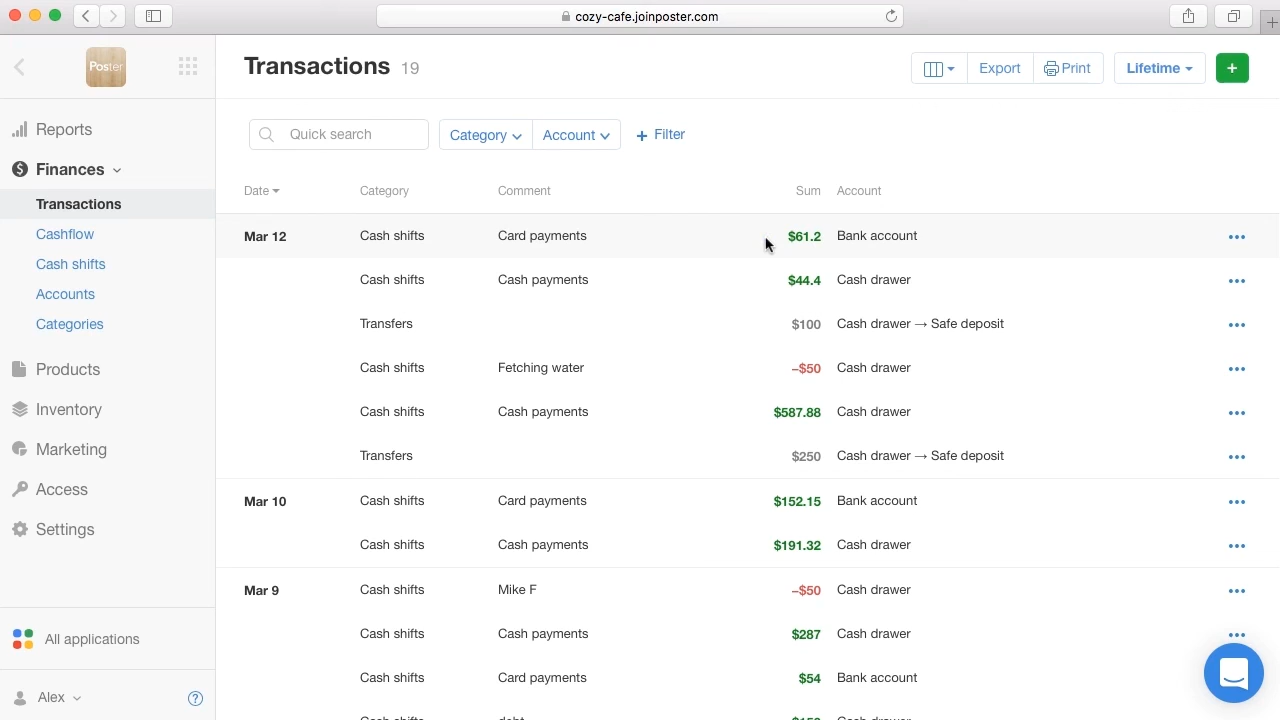 cozy-cafe.joinposter.com
Poster
Transactions 19
Export
Print
Lifetime
+
Reports
Finances
Transactions
Cashflow
Cash shifts
Accounts
Categories
Products
Inventory
Marketing
Access
Settings
All applications
Alex
?
Quick search
Category
Account
+ Filter
Date Category Comment Sum Account
Mar 12 Cash shifts Card payments $61.2 Bank account
Cash shifts Cash payments $44.4 Cash drawer
Transfers $100 Cash drawer → Safe deposit
Cash shifts Fetching water –$50 Cash drawer
Cash shifts Cash payments $587.88 Cash drawer
Transfers $250 Cash drawer → Safe deposit
Mar 10 Cash shifts Card payments $152.15 Bank account
Cash shifts Cash payments $191.32 Cash drawer
Mar 9 Cash shifts Mike F –$50 Cash drawer
Cash shifts Cash payments $287 Cash drawer
Cash shifts Card payments $54 Bank account
Cash shifts debt Cash drawer